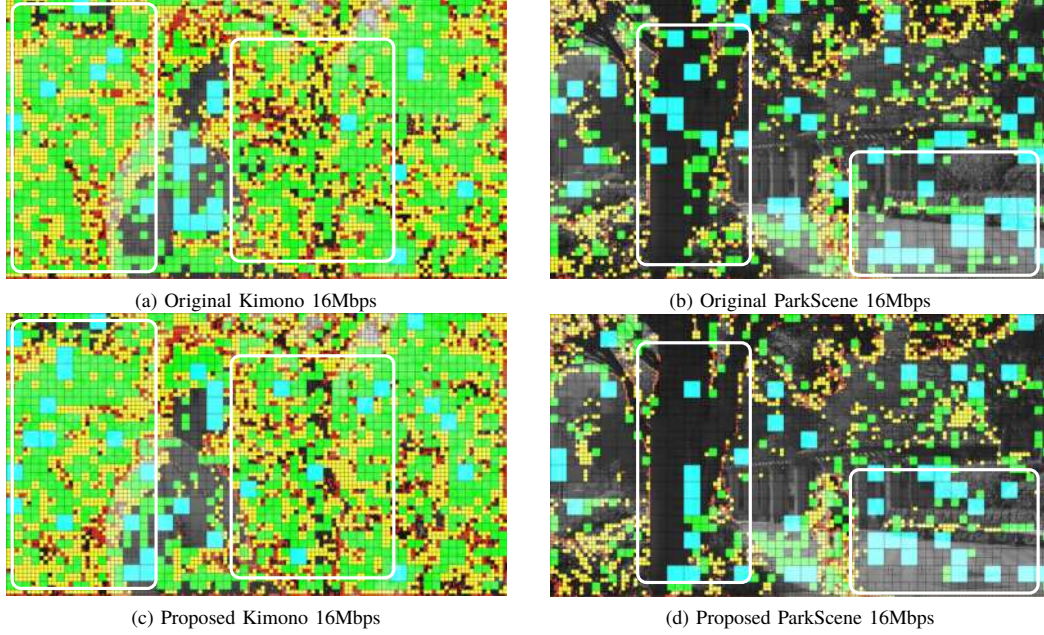 (a) Original Kimono 16Mbps
(b) Original ParkScene 16Mbps
(c) Proposed Kimono 16Mbps
(d) Proposed ParkScene 16Mbps